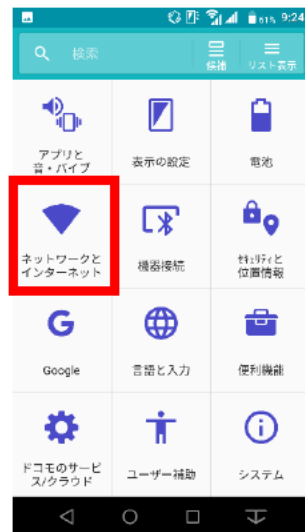 61% 9:24
検索
候補 リスト表示
アプリと
音・バイブ
表示の設定
電池
ネットワークと
インターネット
機器接続
ｾｷｭﾘﾃｨと
位置情報
G
Google
言語と入力
便利機能
ドコモのサービ
ス/クラウド
ユーザー補助
システム